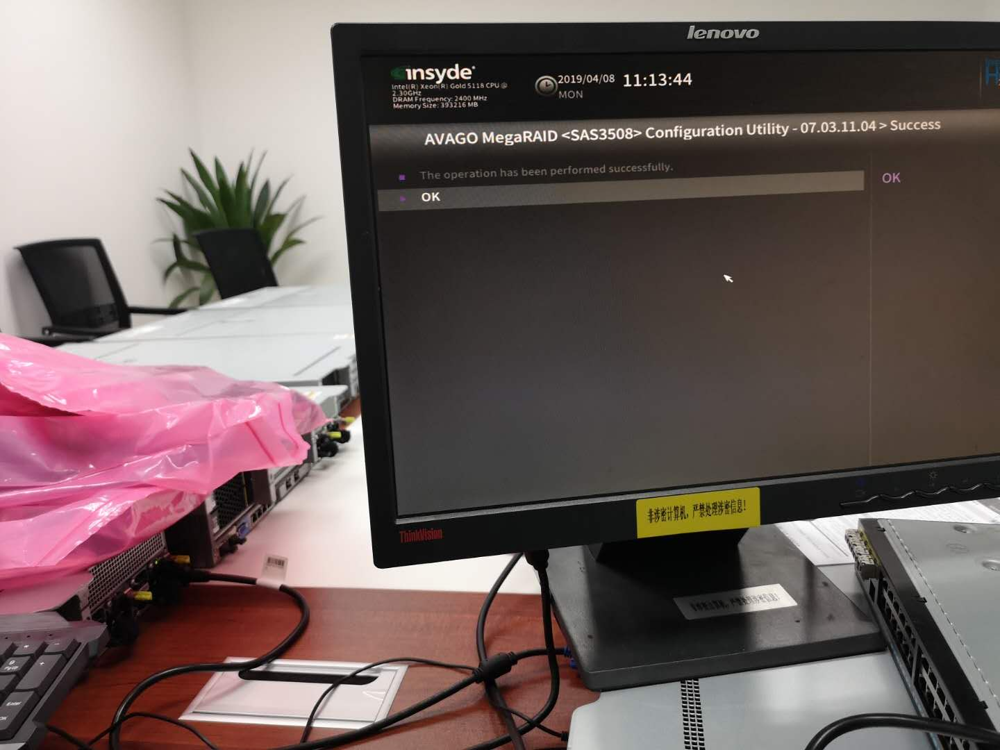 lenovo
insyde
Intel(R) Xeon(R) Gold 5118 CPU @
2.30GHz
DRAM Frequency: 2400 MHz
Memory Size: 393216 MB
2019/04/08
MON
11:13:44
AVAGO MegaRAID <SAS3508> Configuration Utility - 07.03.11.04 > Success
The operation has been performed successfully.
OK
OK
非涉密计算机，严禁处理涉密信息！
ThinkVision
9
PgUp
+
-
+
Enter